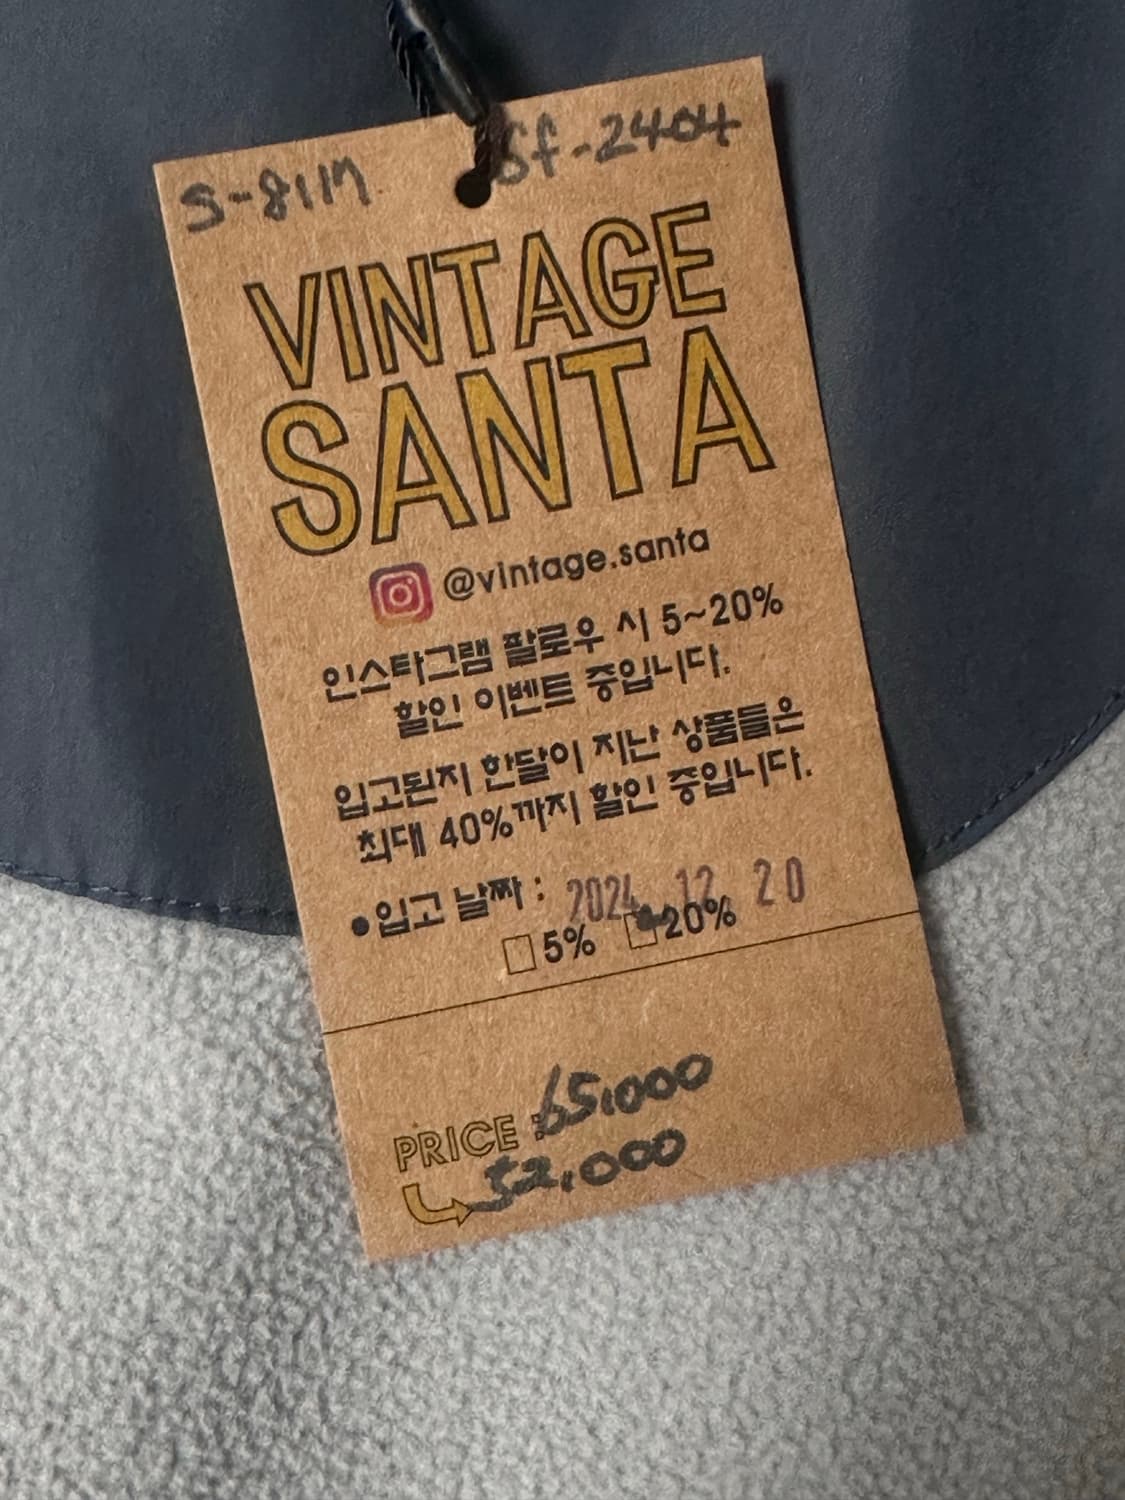 S-811M
Sf-2404
VINTAGE
SANTA
@vintage.santa
인스타그램 팔로우 시 5~20%
할인 이벤트 중입니다.
입고된지 한달이 지난 상품들은
최대 40%까지 할인 중입니다.
•입고 날짜 : 2024. 12. 20
5% 20%
PRICE : 65,000
52,000